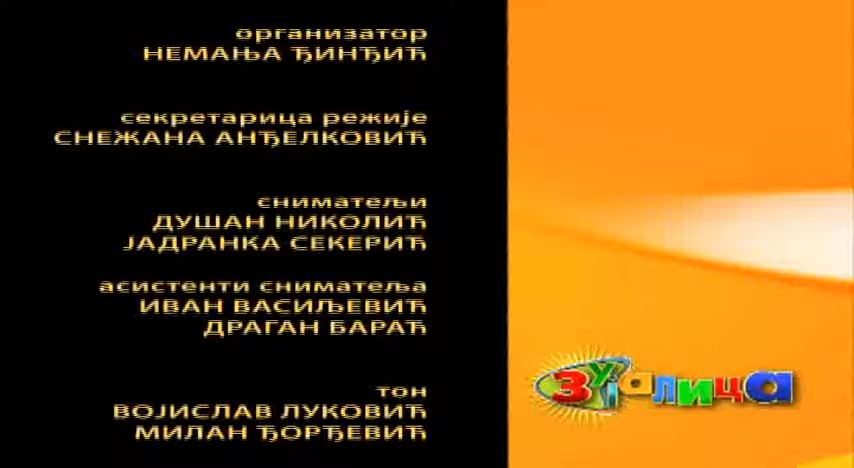 организатор
НЕМАЊА ЂИНЂИЋ
секретарица режије
СНЕЖАНА АНЂЕЛКОВИЋ
сниматељи
ДУШАН НИКОЛИЋ
ЈАДРАНКА СЕКЕРИЋ
асистенти сниматеља
ИВАН ВАСИЉЕВИЋ
ДРАГАН БАРАЋ
тон
ВОЈИСЛАВ ЛУКОВИЋ
МИЛАН ЂОРЂЕВИЋ
Зујалица